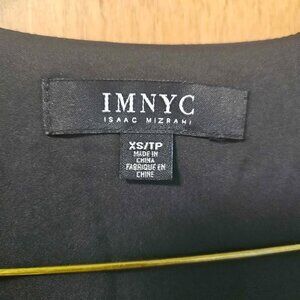 IMNYC
ISAAC MIZRAHI
XS/TP
MADE IN
CHINA
FABRIQUÉ EN
CHINE